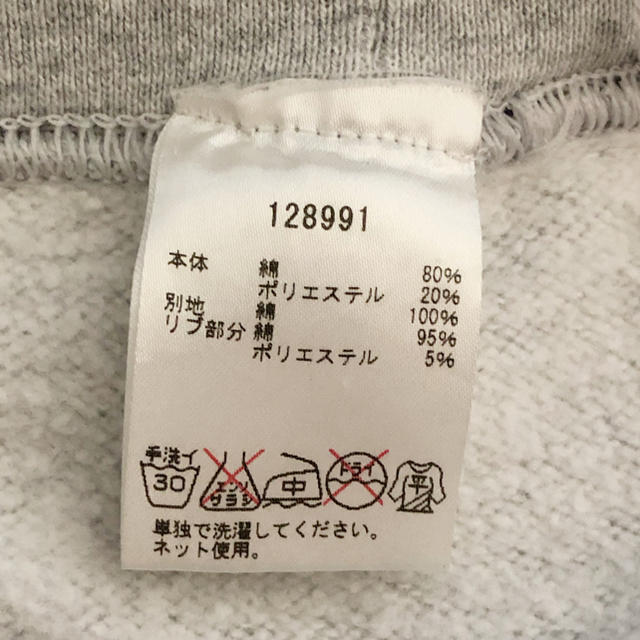 128991
本体 綿 80%
ポリエステル 20%
別地 綿 100%
リブ部分 綿 95%
ポリエステル 5%
手洗イ エンソ サラシ 中 ドライ 平
30
単独で洗濯してください。
ネット使用。